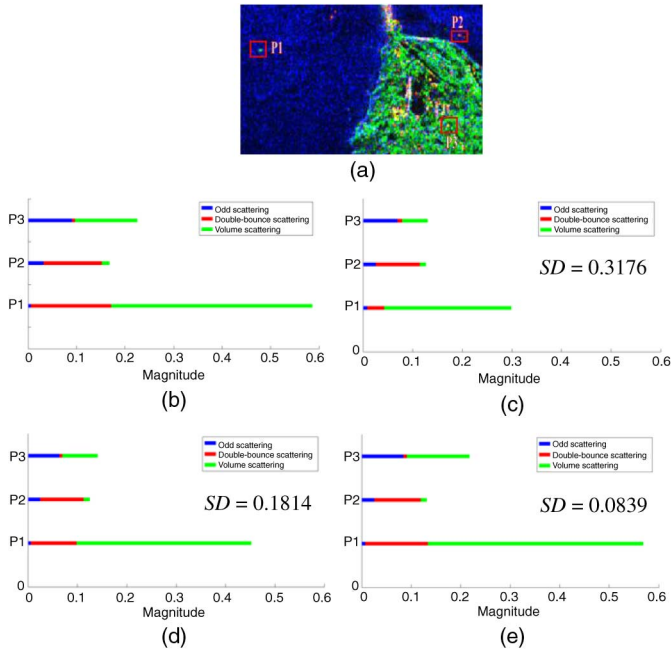 P1
P2
P3
(a)
Odd scattering
Double-bounce scattering
Volume scattering
P3
P2
P1
0 0.1 0.2 0.3 0.4 0.5 0.6
Magnitude
(b)
Odd scattering
Double-bounce scattering
Volume scattering
P3
P2
SD = 0.3176
P1
0
0 0.1 0.2 0.3 0.4 0.5 0.6
Magnitude
(c)
Odd scattering
Double-bounce scattering
Volume scattering
P3
P2
SD = 0.1814
P1
0
0 0.1 0.2 0.3 0.4 0.5 0.6
Magnitude
(d)
Odd scattering
Double-bounce scattering
Volume scattering
P3
P2
SD = 0.0839
P1
0
0 0.1 0.2 0.3 0.4 0.5 0.6
Magnitude
(e)